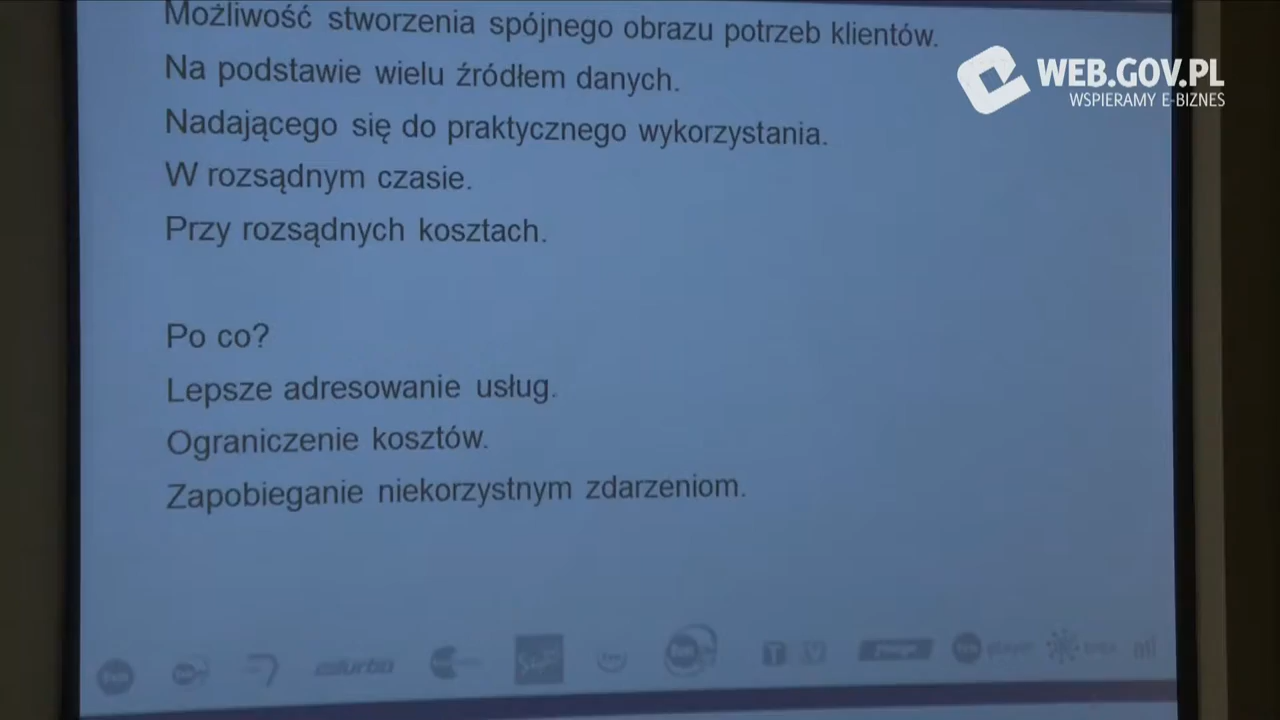 Możliwość stworzenia spójnego obrazu potrzeb klientów.
WEB.GOV.PL
WSPIERAMY E-BIZNES
Na podstawie wielu źródłem danych.
Nadającego się do praktycznego wykorzystania.
W rozsądnym czasie.
Przy rozsądnych kosztach.
Po co?
Lepsze adresowanie usług.
Ograniczenie kosztów.
Zapobieganie niekorzystnym zdarzeniom.